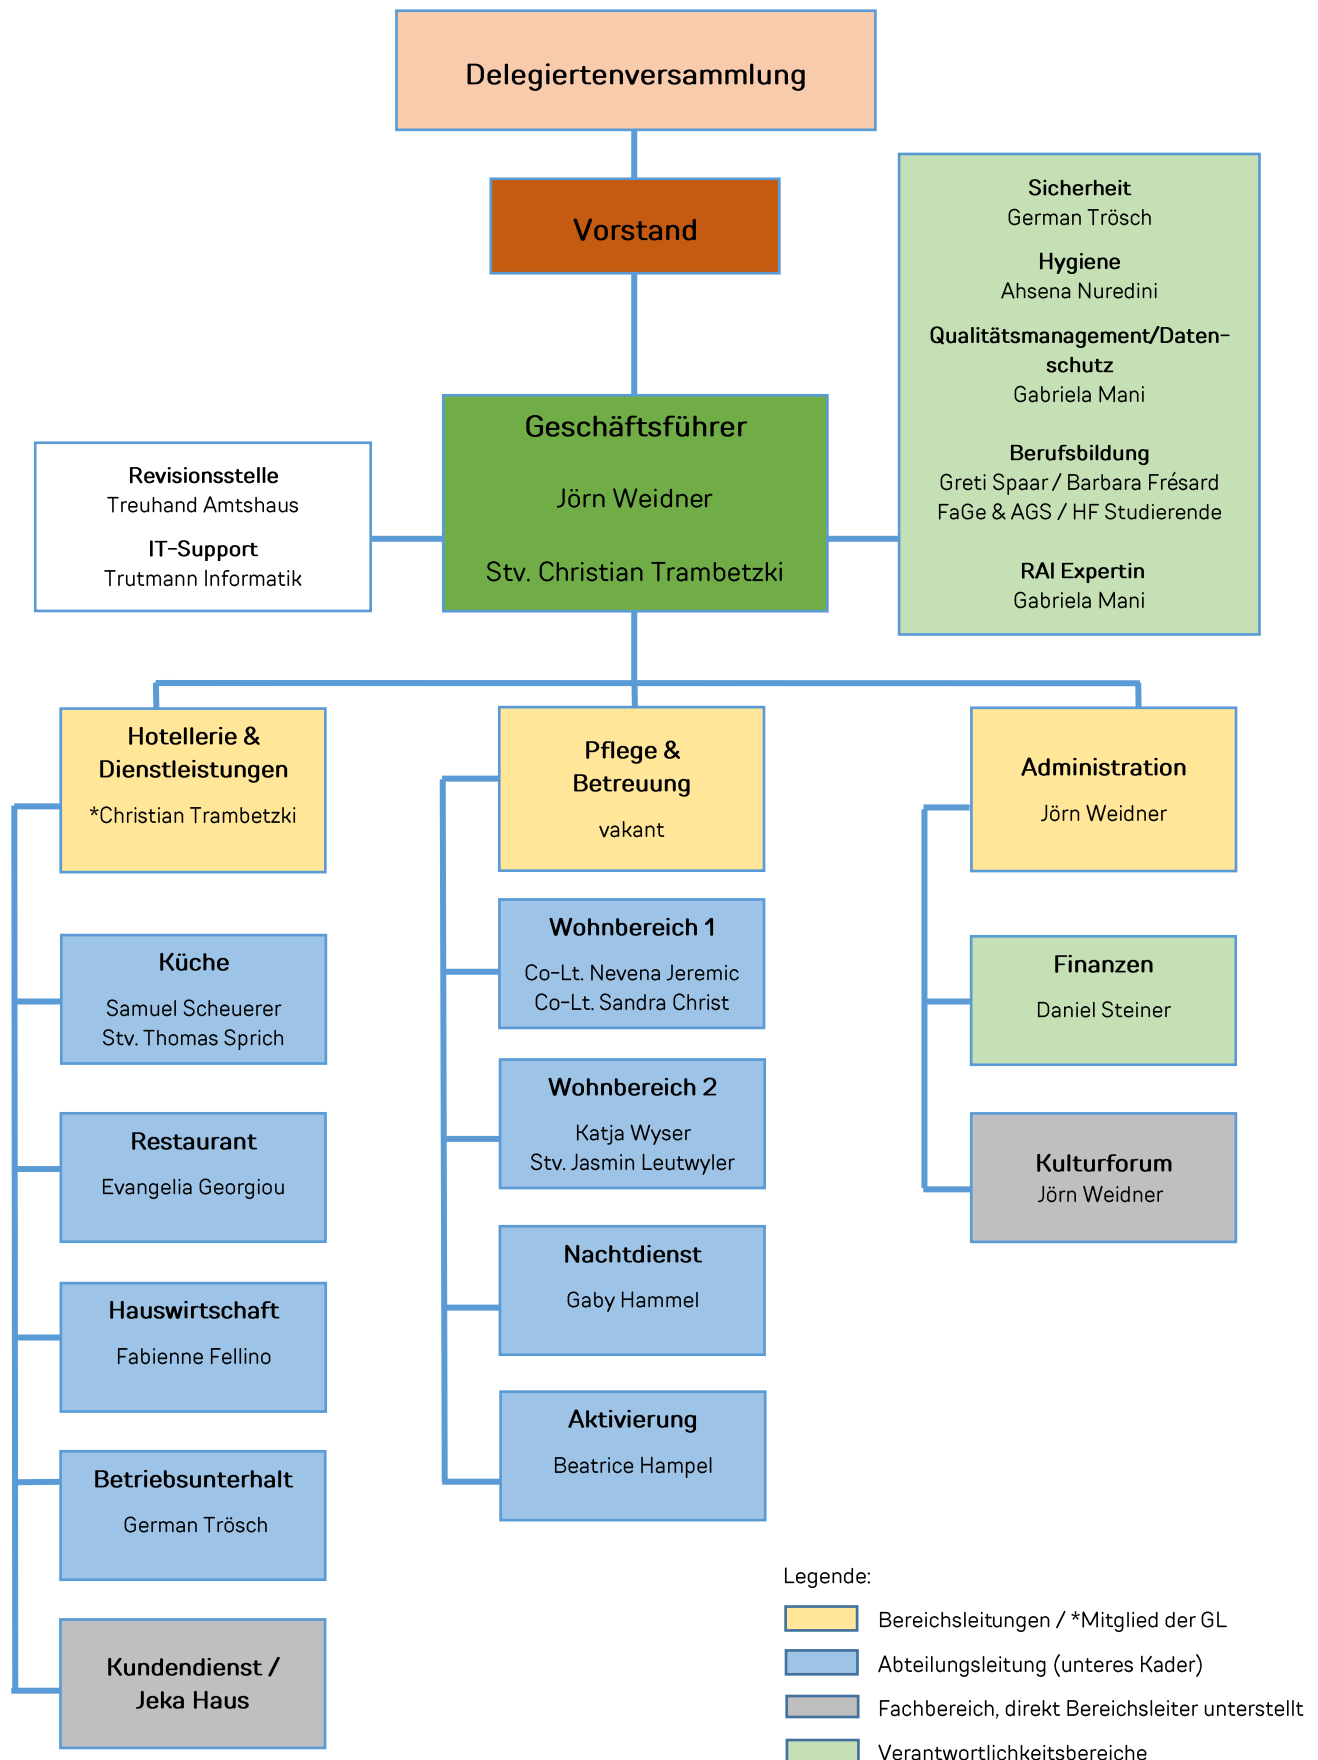 Delegiertenversammlung
Vorstand
Sicherheit
German Trösch
Hygiene
Ahsena Nuredini
Qualitätsmanagement/Daten-
schutz
Gabriela Mani
Berufsbildung
Greti Spaar / Barbara Frésard
FaGe & AGS / HF Studierende
RAI Expertin
Gabriela Mani
Geschäftsführer
Jörn Weidner
Stv. Christian Trambetzki
Revisionsstelle
Treuhand Amtshaus
IT-Support
Trutmann Informatik
Hotellerie &
Dienstleistungen
*Christian Trambetzki
Küche
Samuel Scheuerer
Stv. Thomas Sprich
Restaurant
Evangelia Georgiou
Hauswirtschaft
Fabienne Fellino
Betriebsunterhalt
German Trösch
Kundendienst /
Jeka Haus
Pflege &
Betreuung
vakant
Wohnbereich 1
Co-Lt. Nevena Jeremic
Co-Lt. Sandra Christ
Wohnbereich 2
Katja Wyser
Stv. Jasmin Leutwyler
Nachtdienst
Gaby Hammel
Aktivierung
Beatrice Hampel
Administration
Jörn Weidner
Finanzen
Daniel Steiner
Kulturforum
Jörn Weidner
Legende:
Bereichsleitungen / *Mitglied der GL
Abteilungsleitung (unteres Kader)
Fachbereich, direkt Bereichsleiter unterstellt
Verantwortlichkeitsbereiche